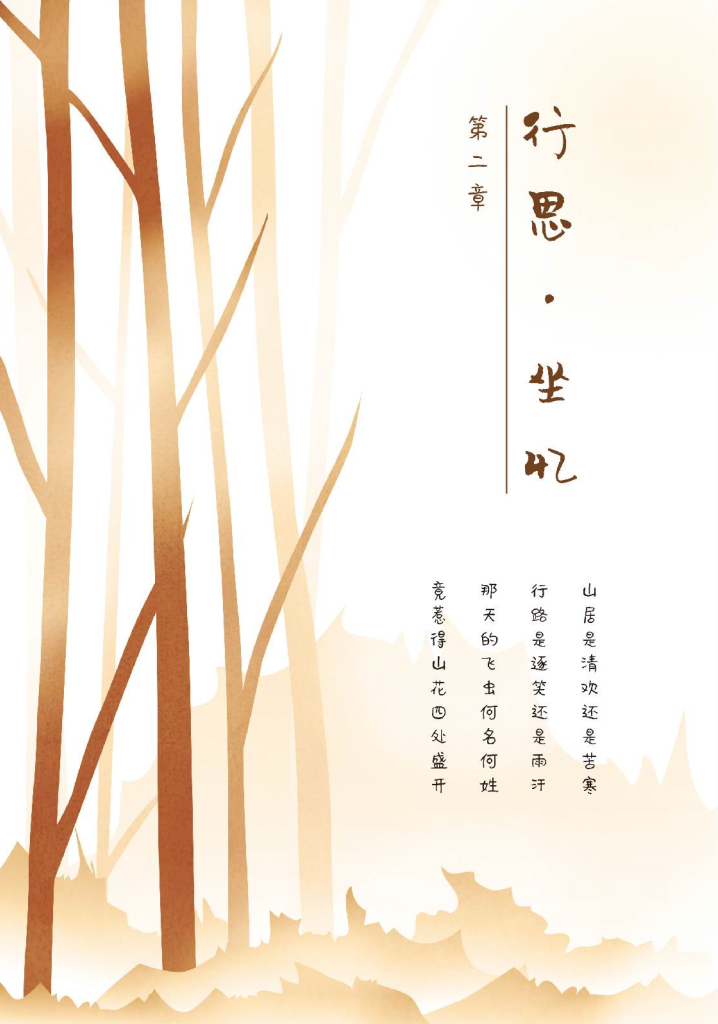 行思·坐忆
第二章
山居是清欢还是苦寒
行路是逐笑还是雨汗
那天的飞虫何名何姓
竟惹得山花四处盛开